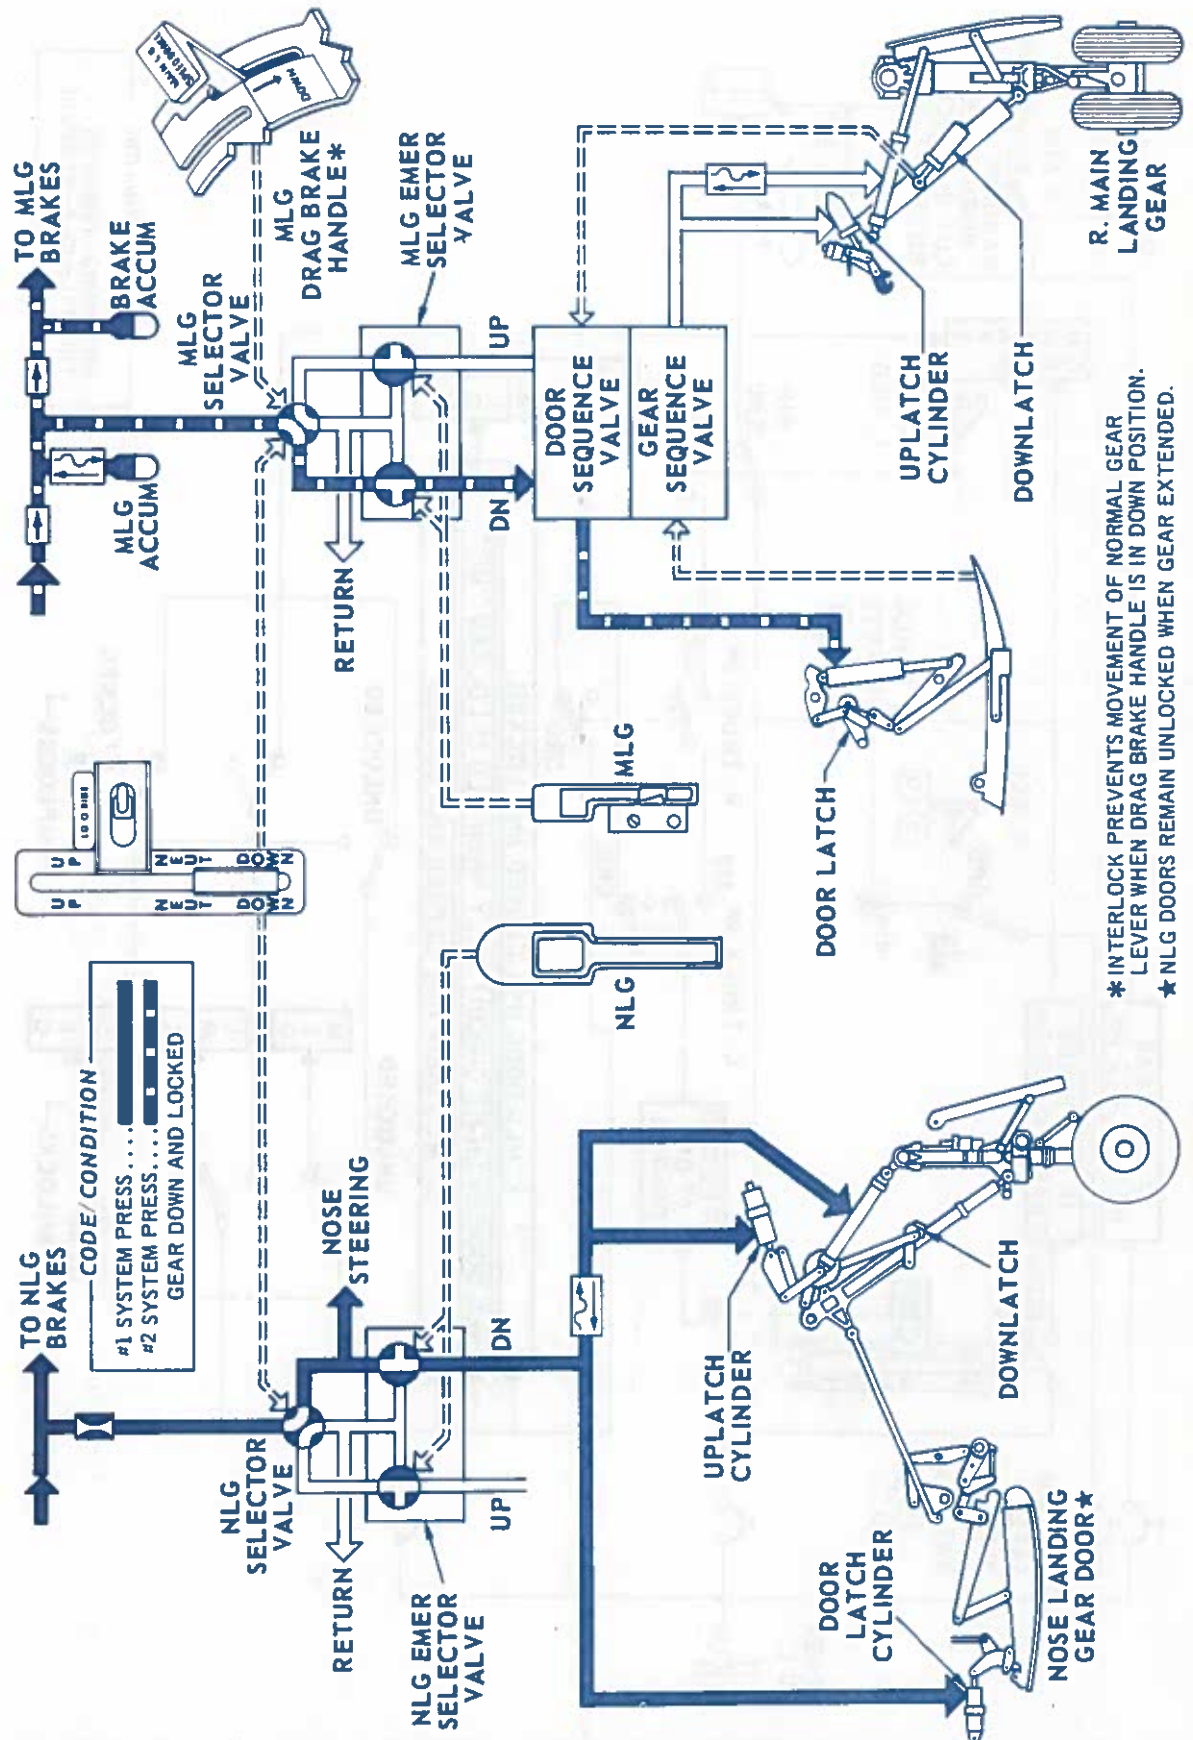 TO NLG
BRAKES
CODE/CONDITION
#1 SYSTEM PRESS....
#2 SYSTEM PRESS....
GEAR DOWN AND LOCKED
NLG
SELECTOR
VALVE
NOSE
STEERING
RETURN
NLG EMER
SELECTOR
VALVE
UP
DN
UPLATCH
CYLINDER
DOWNLATCH
DOOR
LATCH
CYLINDER
NOSE LANDING
GEAR DOOR★
UP
NEUT
DOWN
UP
NEUT
DOWN
NLG
MLG
TO MLG
BRAKES
BRAKE
ACCUM
MLG
ACCUM
MLG
SELECTOR
VALVE
MAIN L G
DOWN
MLG
DRAG BRAKE
HANDLE*
RETURN
MLG EMER
SELECTOR
VALVE
DN
UP
DOOR
SEQUENCE
VALVE
GEAR
SEQUENCE
VALVE
DOOR LATCH
UPLATCH
CYLINDER
DOWNLATCH
R. MAIN
LANDING
GEAR
*INTERLOCK PREVENTS MOVEMENT OF NORMAL GEAR
LEVER WHEN DRAG BRAKE HANDLE IS IN DOWN POSITION.
★NLG DOORS REMAIN UNLOCKED WHEN GEAR EXTENDED.